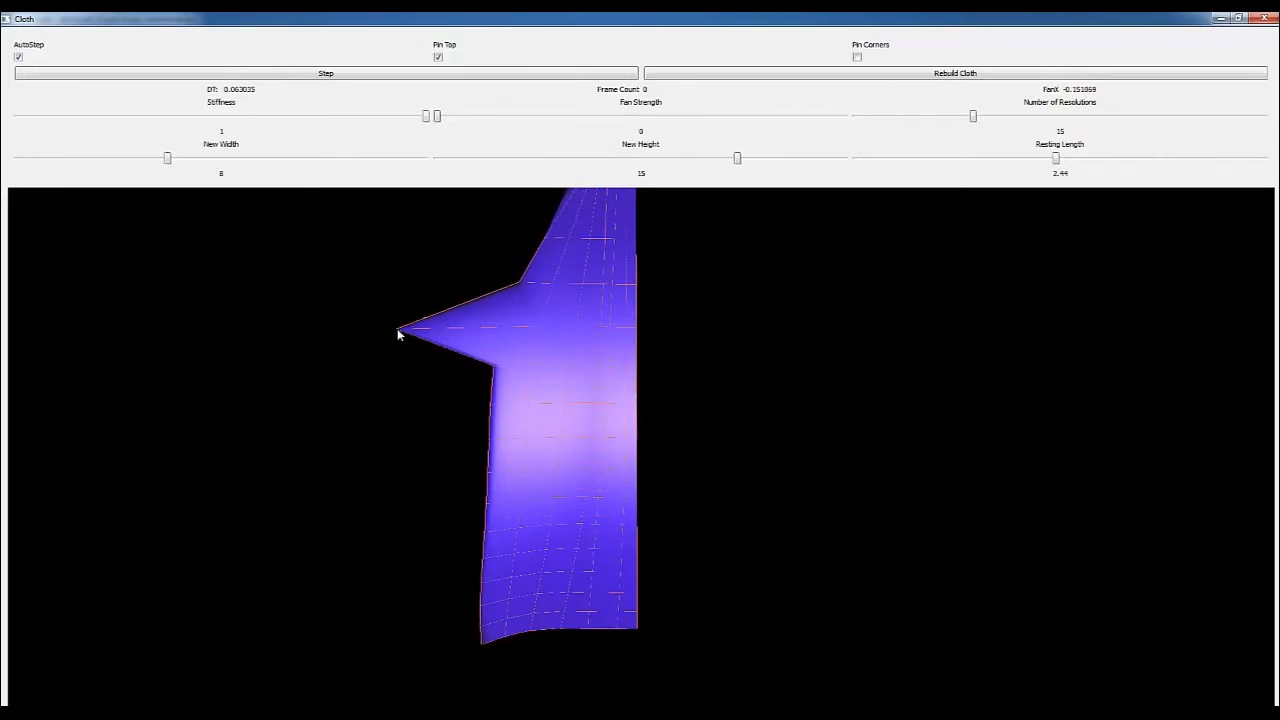 Cloth
AutoStep Pin Top Pin Corners
Step Rebuild Cloth
DT: 0.063035 Frame Count 0 FanX -0.151069
Stiffness Fan Strength Number of Resolutions
1 0 15
New Width New Height Resting Length
8 15 2.44